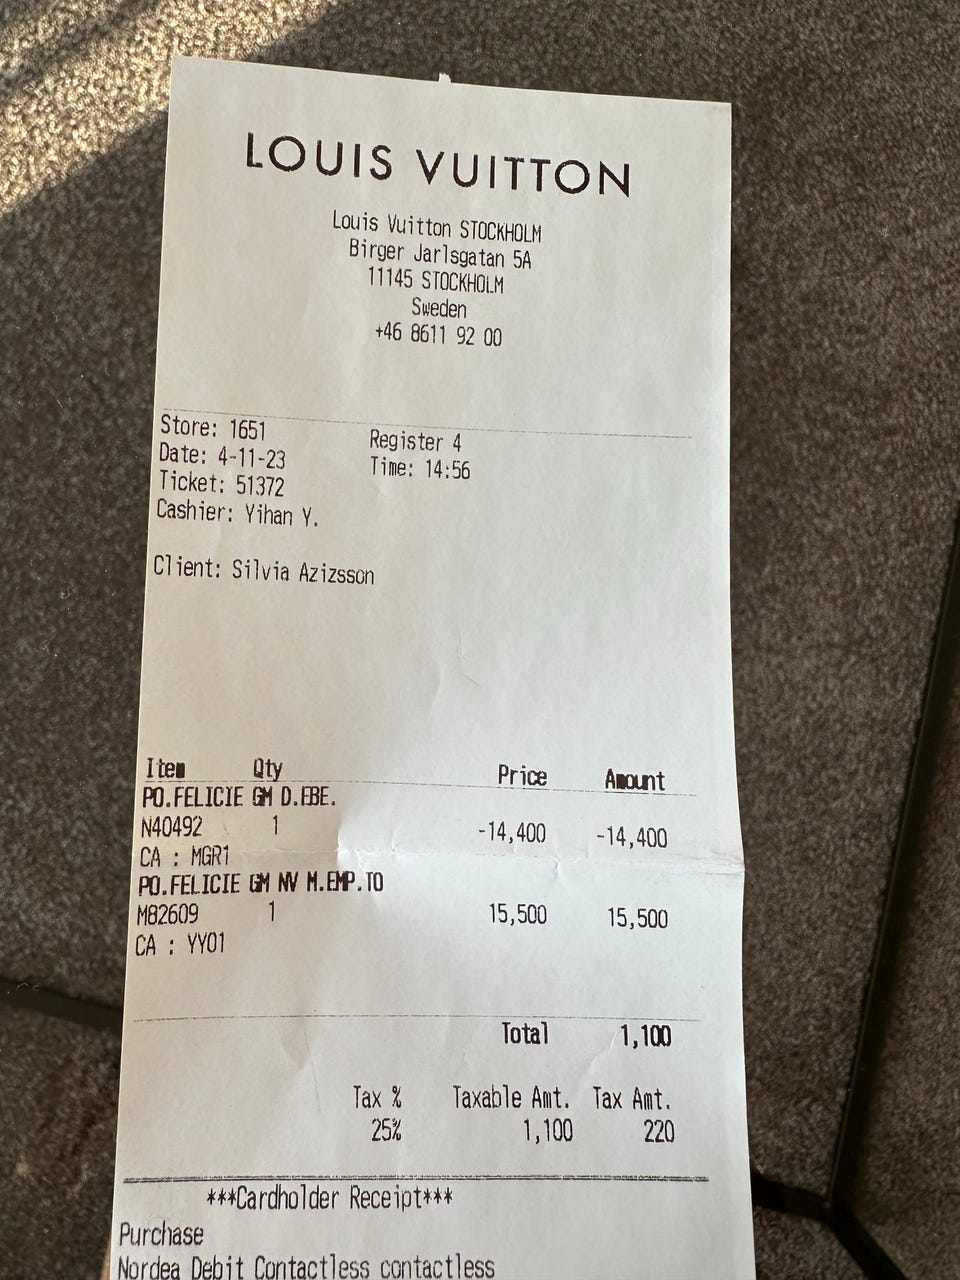 LOUIS VUITTON
Louis Vuitton STOCKHOLM
Birger Jarlsgatan 5A
11145 STOCKHOLM
Sweden
+46 8611 92 00
Store: 1651 Register 4
Date: 4-11-23 Time: 14:56
Ticket: 51372
Cashier: Yihan Y.
Client: Silvia Azizsson
Item Qty Price Amount
PO.FELICIE GM D.EBE.
N40492 1 -14,400 -14,400
CA : MGR1
PO.FELICIE GM NV M.EMP.TO
M82609 1 15,500 15,500
CA : YY01
Total 1,100
Tax % Taxable Amt. Tax Amt.
25% 1,100 220
***Cardholder Receipt***
Purchase
Nordea Debit Contactless contactless